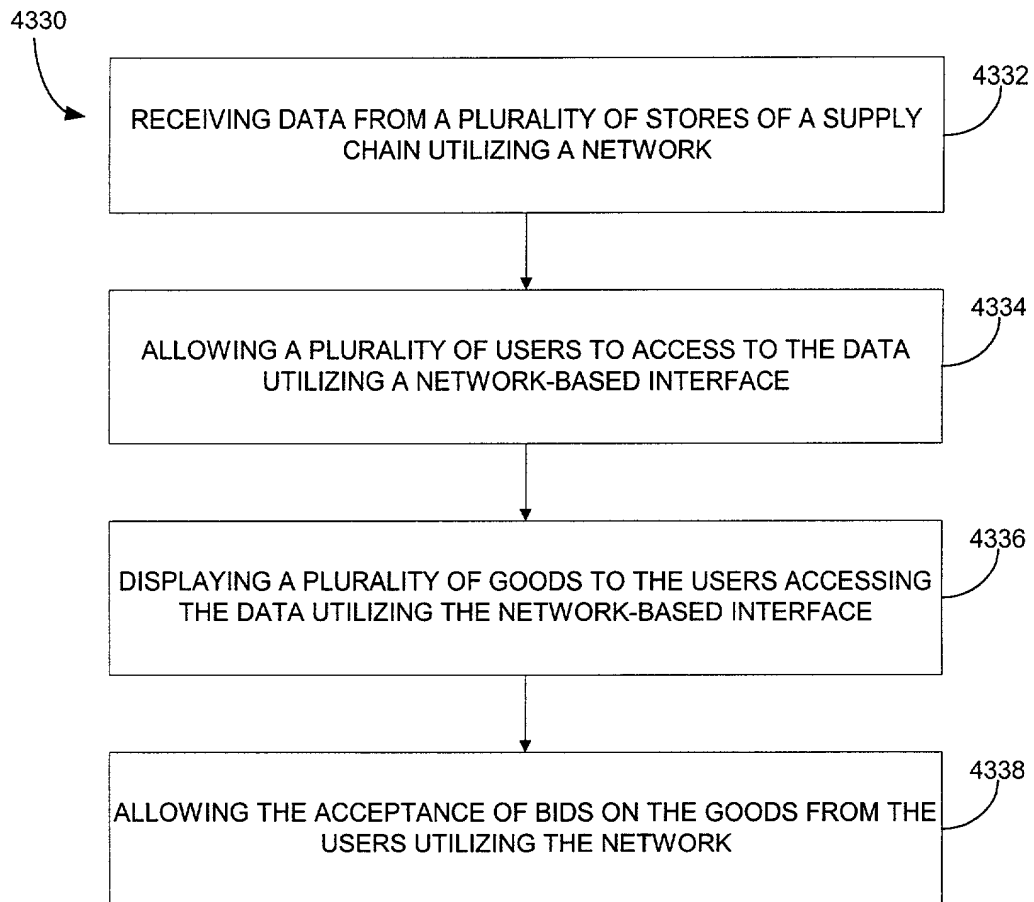 4330
4332
RECEIVING DATA FROM A PLURALITY OF STORES OF A SUPPLY
CHAIN UTILIZING A NETWORK
4334
ALLOWING A PLURALITY OF USERS TO ACCESS TO THE DATA
UTILIZING A NETWORK-BASED INTERFACE
4336
DISPLAYING A PLURALITY OF GOODS TO THE USERS ACCESSING
THE DATA UTILIZING THE NETWORK-BASED INTERFACE
4338
ALLOWING THE ACCEPTANCE OF BIDS ON THE GOODS FROM THE
USERS UTILIZING THE NETWORK